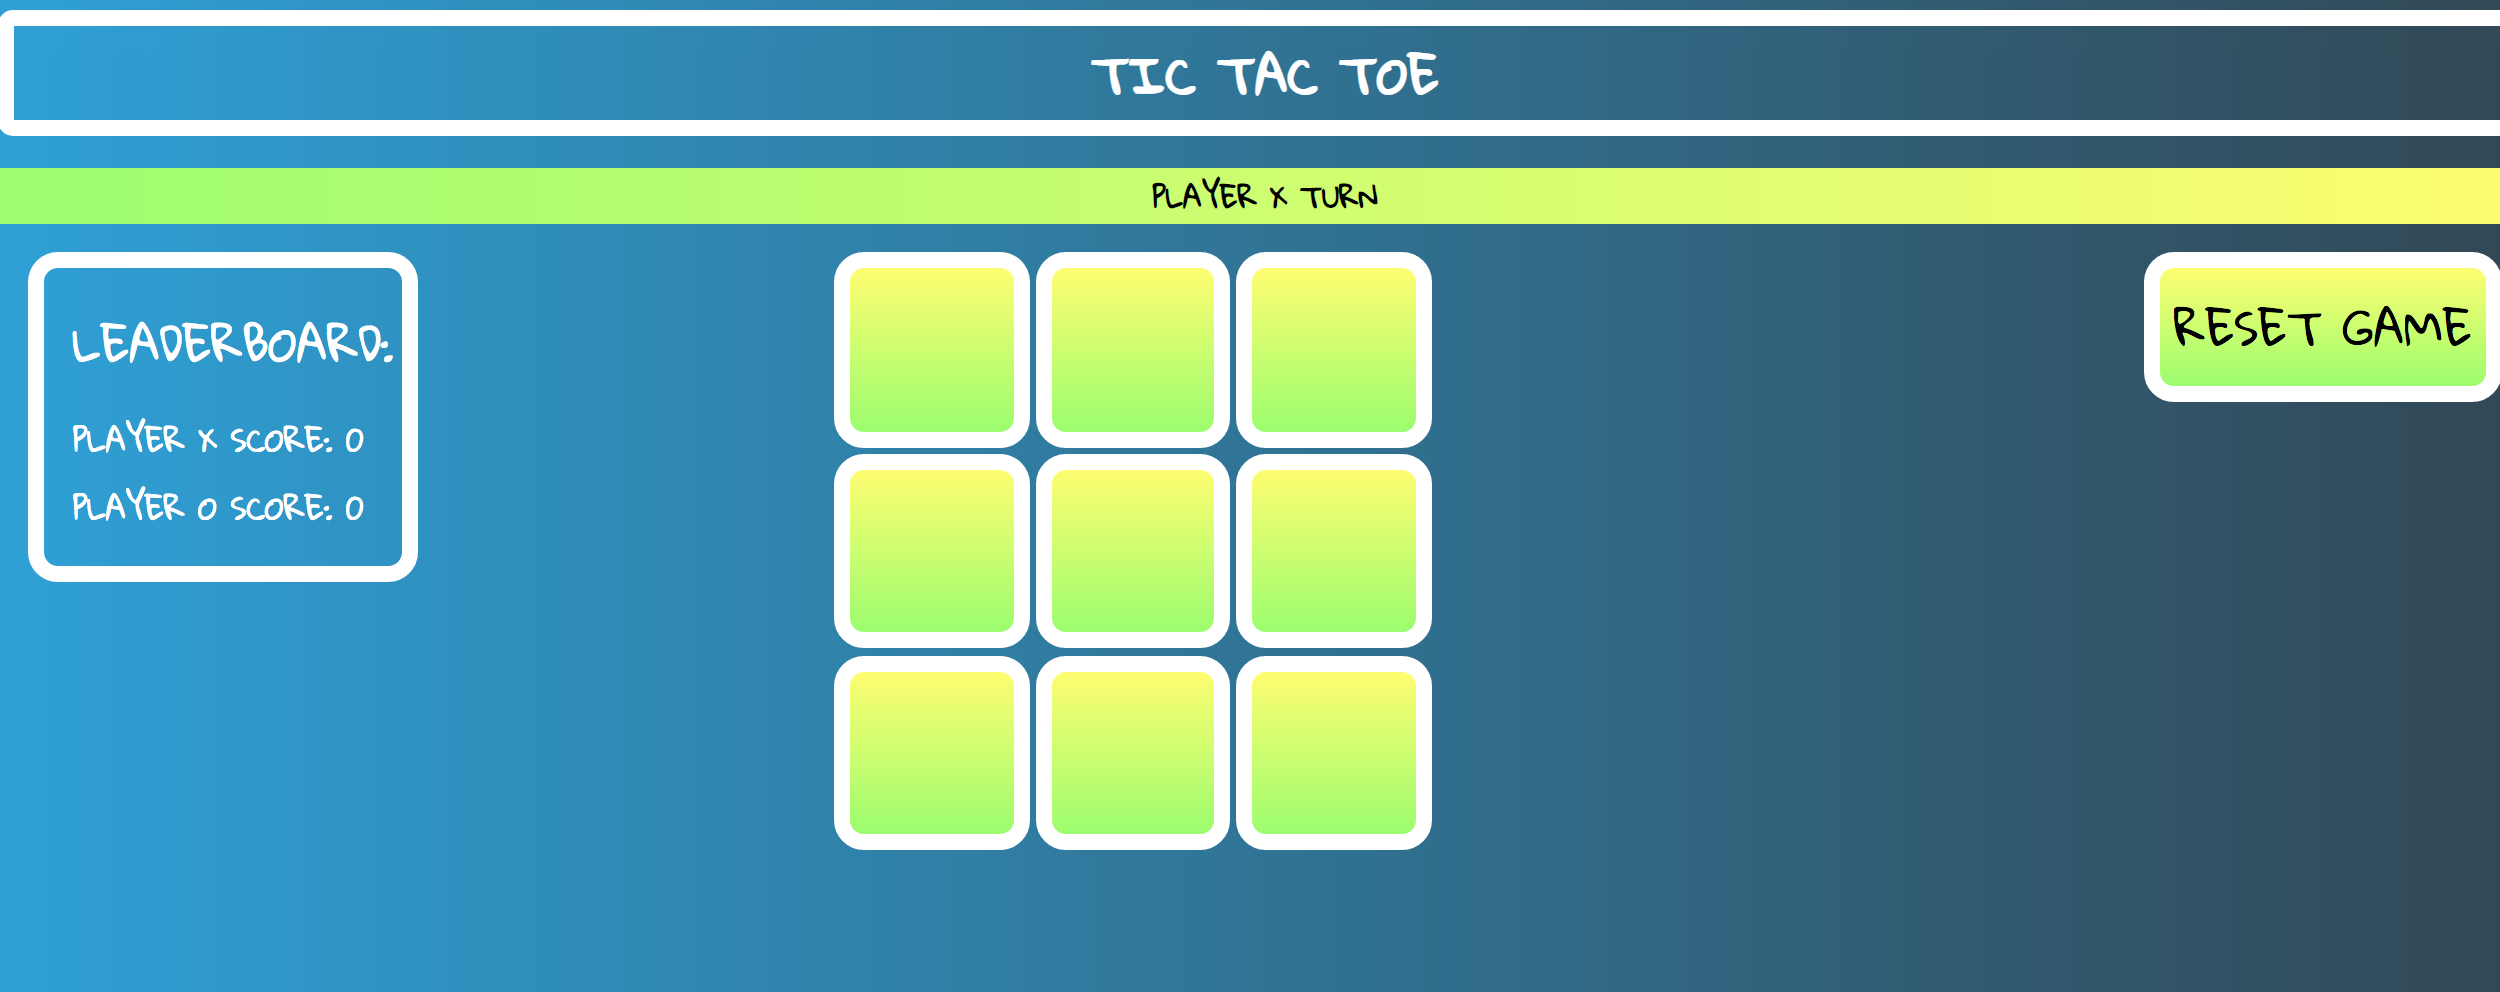 TIC TAC TOE
PLAYER X TURN
LEADERBOARD:
PLAYER X SCORE: 0
PLAYER O SCORE: 0
RESET GAME